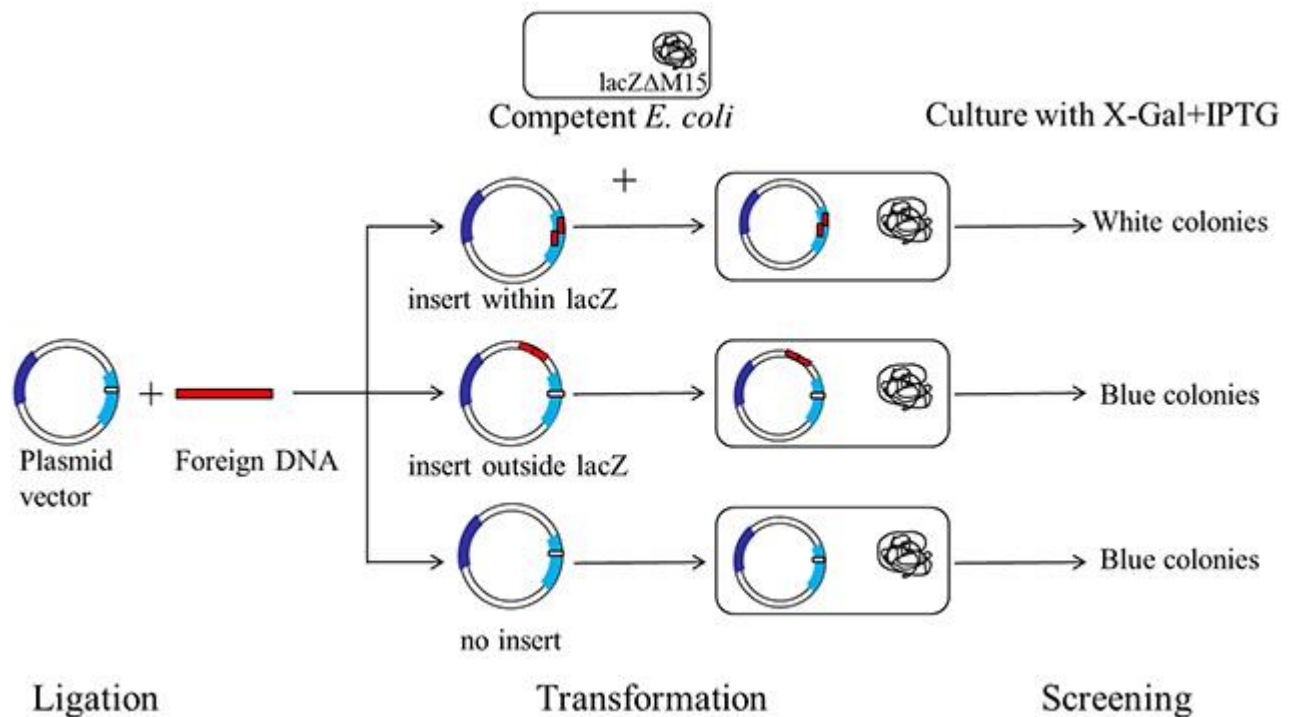 lacZΔM15
Competent E. coli
Culture with X-Gal+IPTG
+
White colonies
insert within lacZ
+
Plasmid
vector
Foreign DNA
insert outside lacZ
Blue colonies
no insert
Blue colonies
Ligation
Transformation
Screening